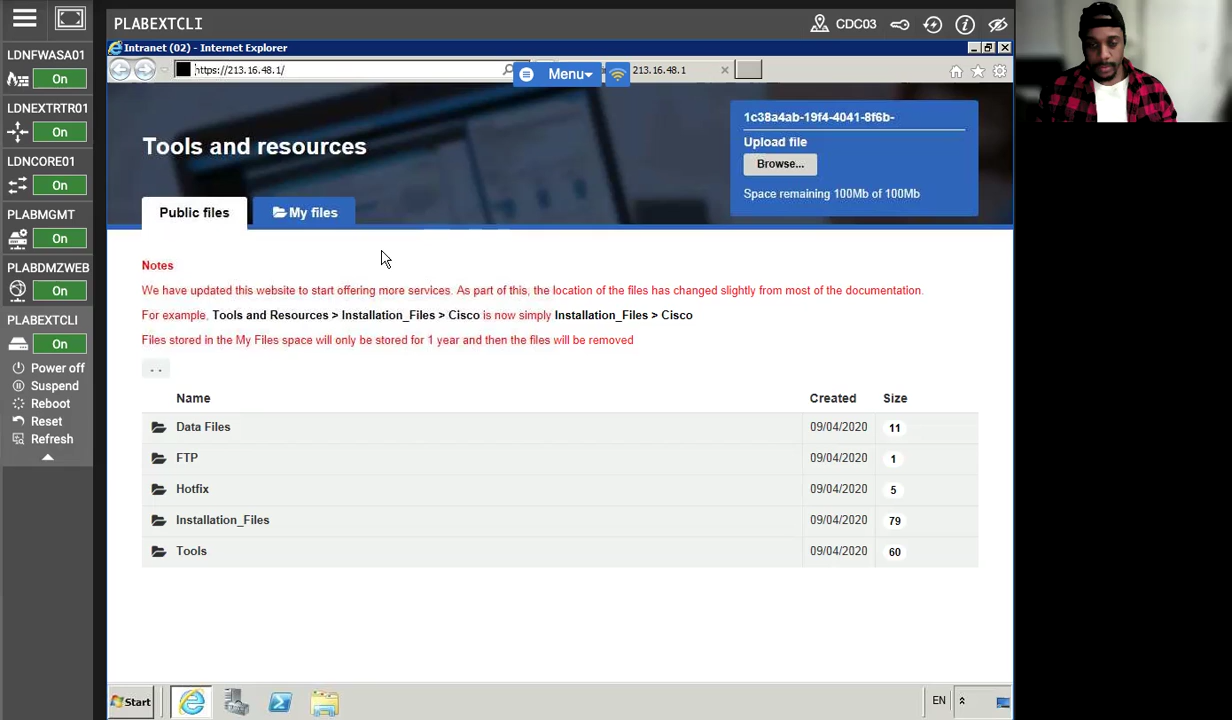 PLABEXTCLI
CDC03
LDNFWASA01
On
LDNEXTRTR01
On
LDNCORE01
On
PLABMGMT
On
PLABDMZWEB
On
PLABEXTCLI
On
Power off
Suspend
Reboot
Reset
Refresh
Intranet (02) - Internet Explorer
https://213.16.48.1/
Menu
213.16.48.1
Tools and resources
1c38a4ab-19f4-4041-8f6b-
Upload file
Browse...
Space remaining 100Mb of 100Mb
Public files
My files
Notes
We have updated this website to start offering more services. As part of this, the location of the files has changed slightly from most of the documentation.
For example, Tools and Resources > Installation_Files > Cisco is now simply Installation_Files > Cisco
Files stored in the My Files space will only be stored for 1 year and then the files will be removed
. .
Name Created Size
Data Files 09/04/2020 11
FTP 09/04/2020 1
Hotfix 09/04/2020 5
Installation_Files 09/04/2020 79
Tools 09/04/2020 60
Start
EN